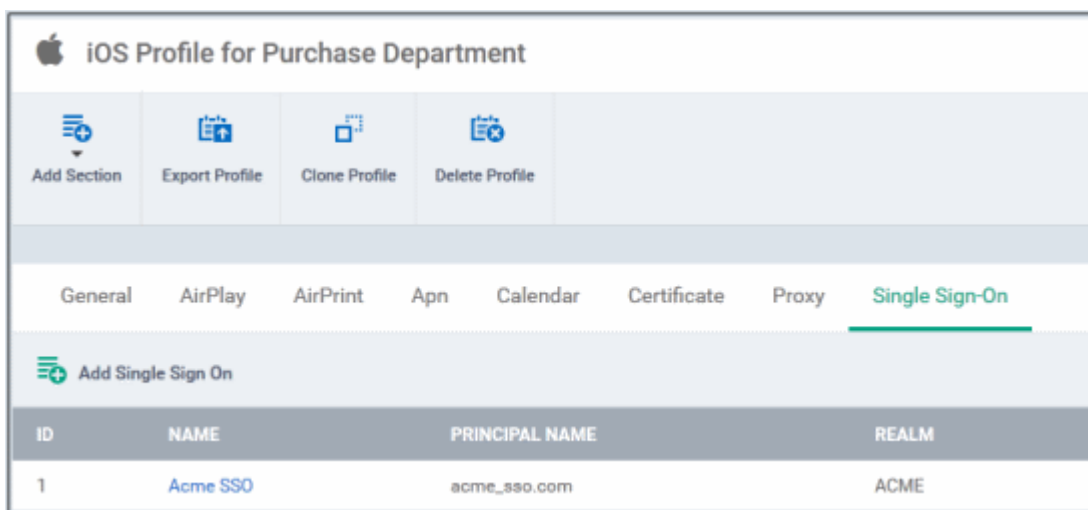 iOS Profile for Purchase Department
Add Section Export Profile Clone Profile Delete Profile
General AirPlay AirPrint Apn Calendar Certificate Proxy Single Sign-On
Add Single Sign On
ID NAME PRINCIPAL NAME REALM
1 Acme SSO acme_sso.com ACME